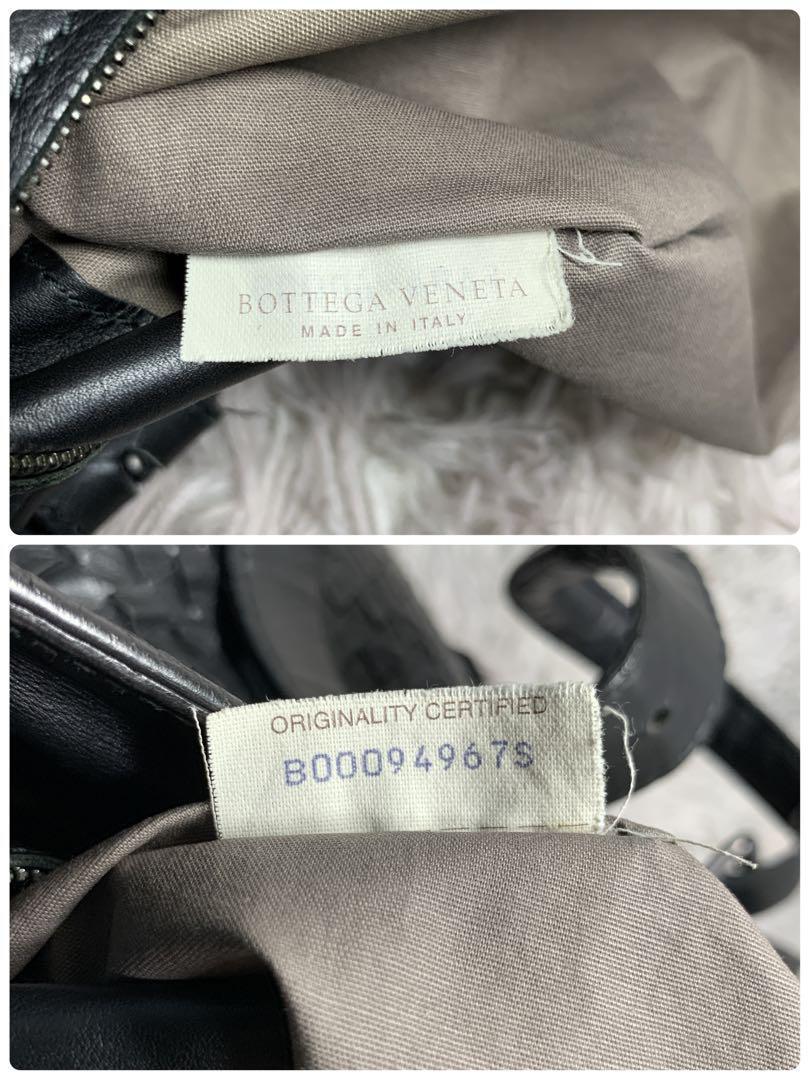 BOTTEGA VENETA
MADE IN ITALY
ORIGINALITY CERTIFIED
B00094967S